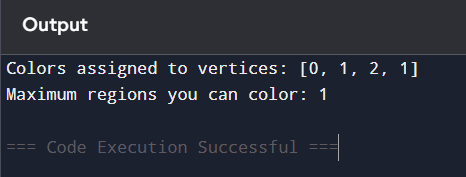 Output
Colors assigned to vertices: [0, 1, 2, 1]
Maximum regions you can color: 1
=== Code Execution Successful ===